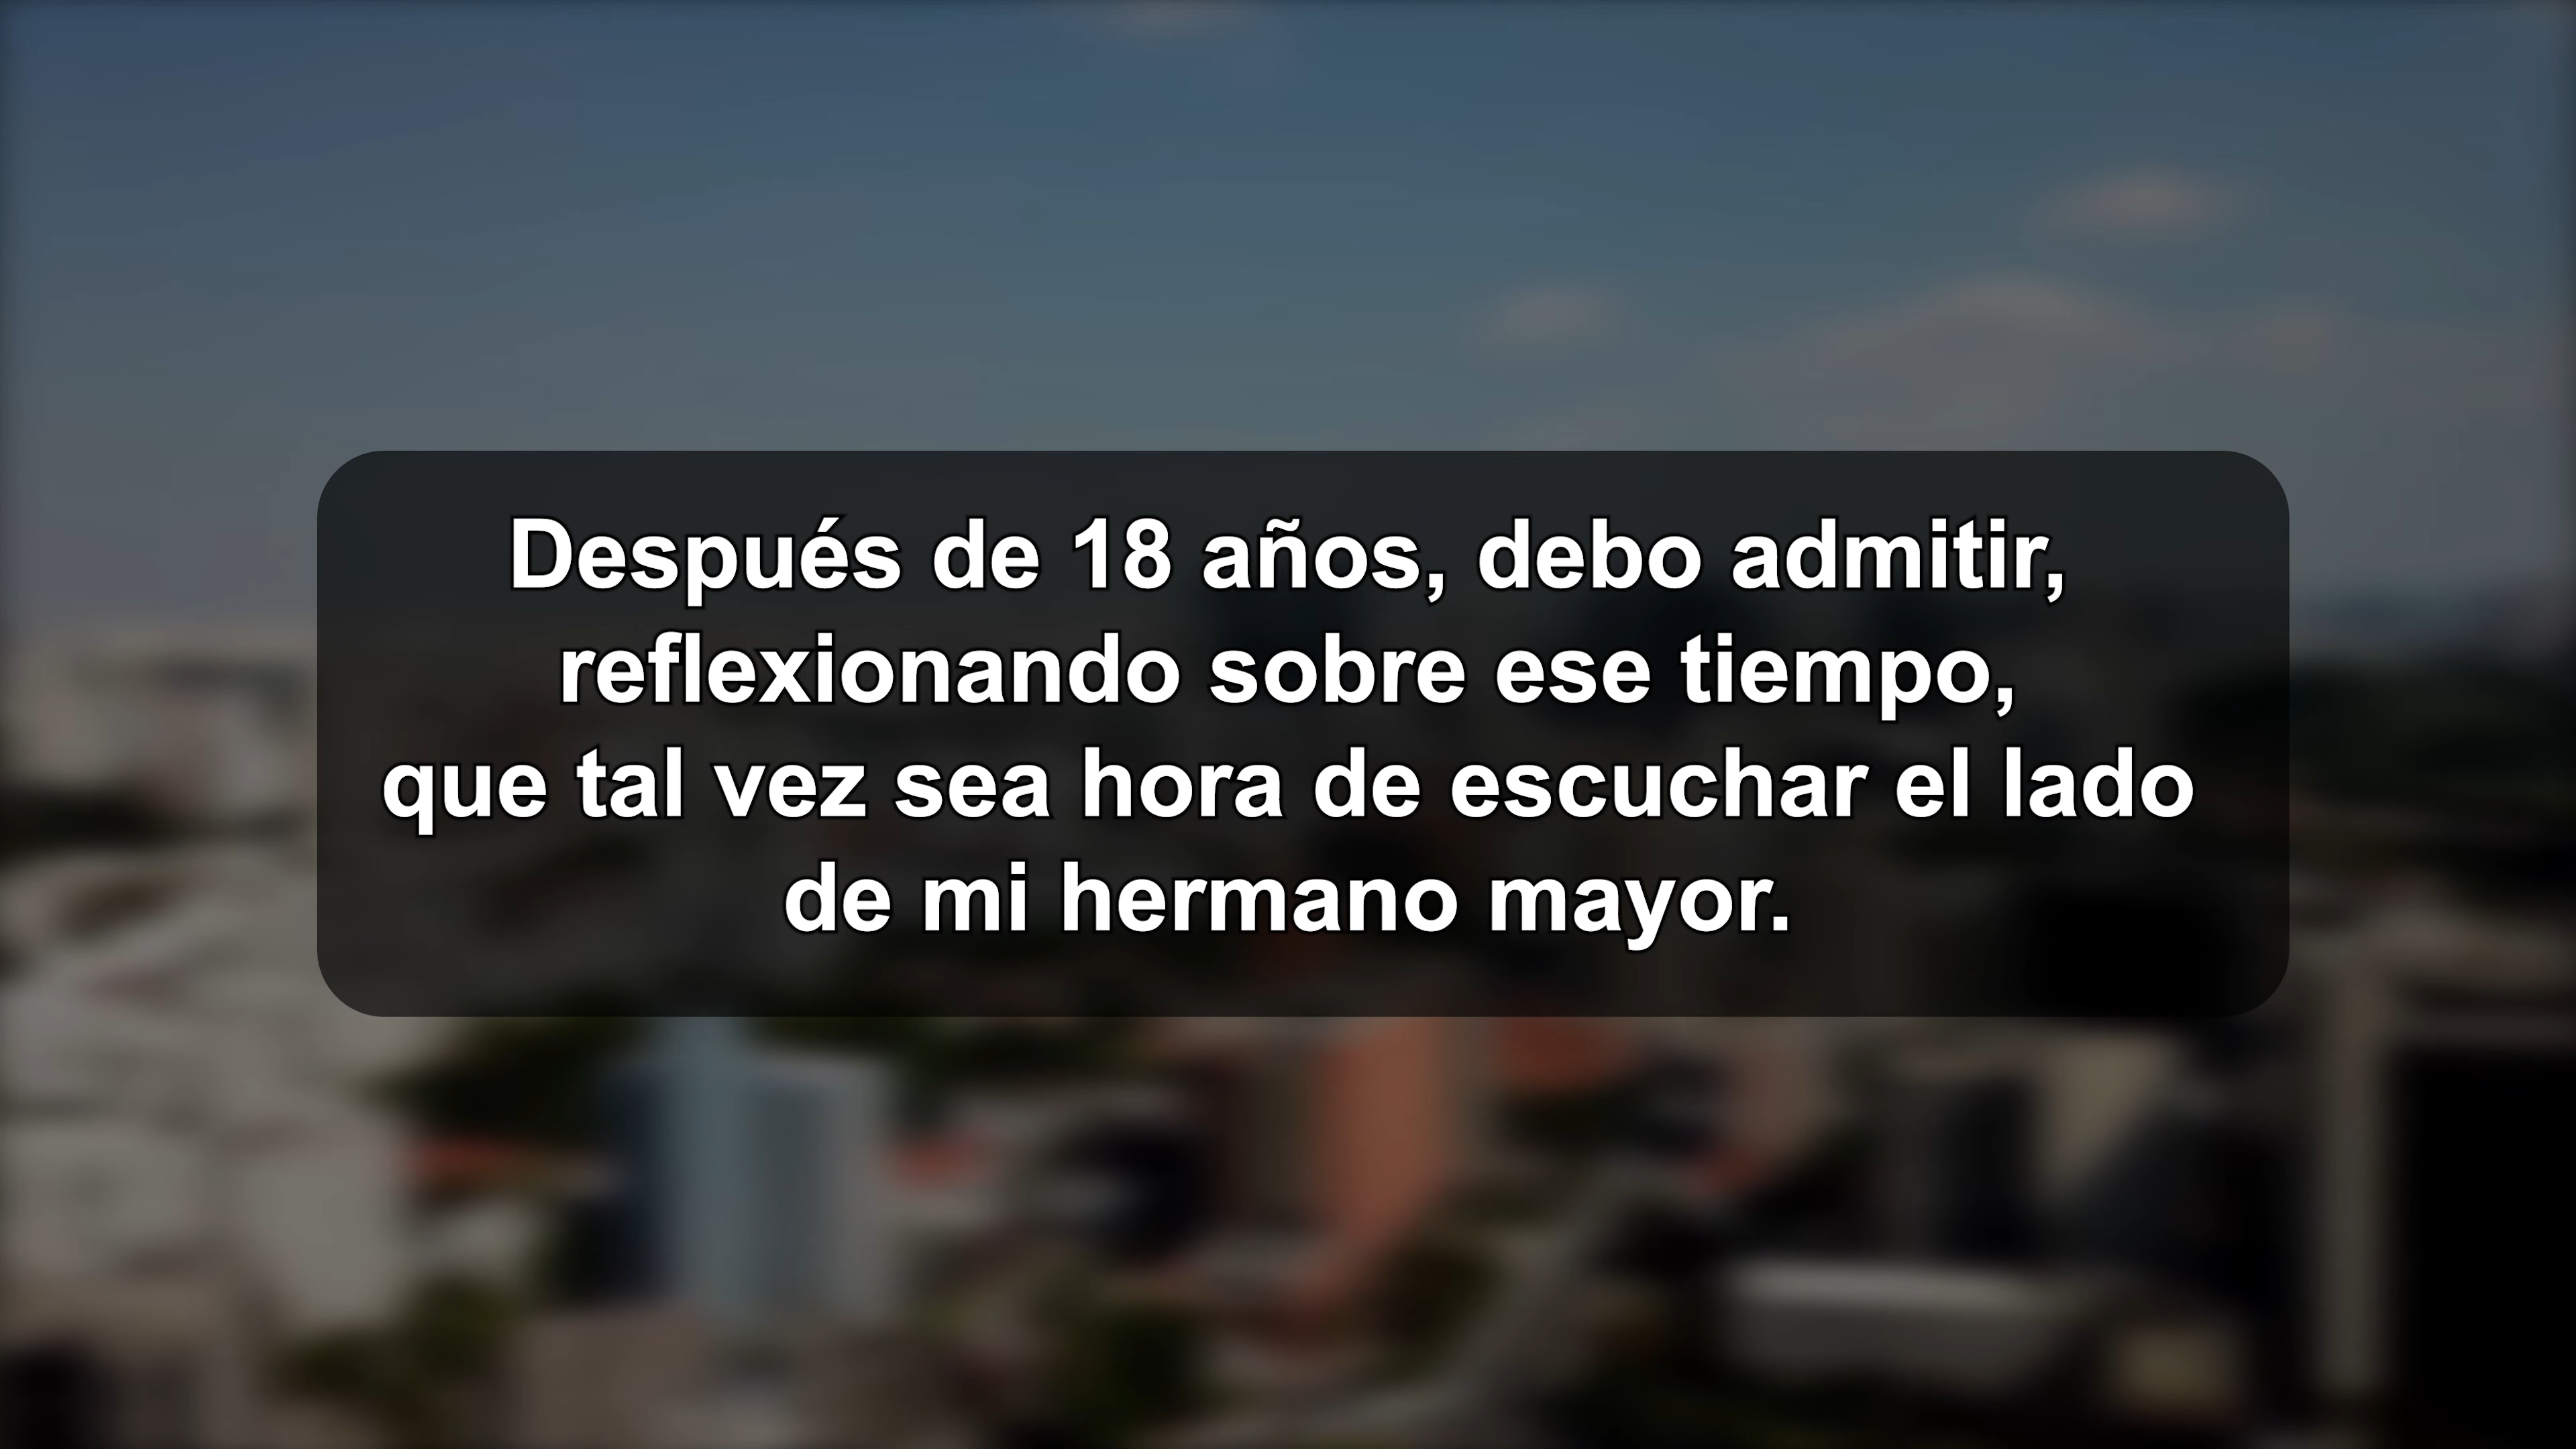 Después de 18 años, debo admitir,
reflexionando sobre ese tiempo,
que tal vez sea hora de escuchar el lado
de mi hermano mayor.